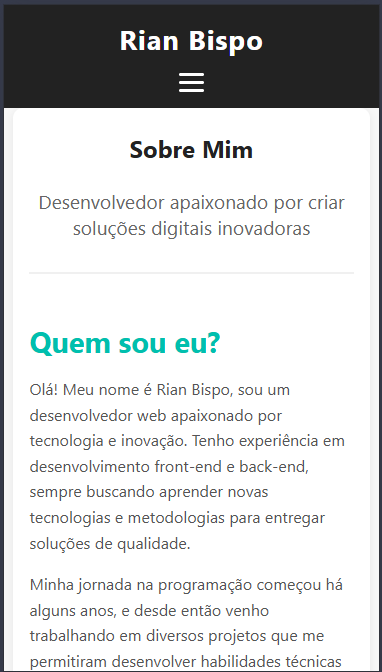 Rian Bispo
Sobre Mim
Desenvolvedor apaixonado por criar
soluções digitais inovadoras
Quem sou eu?
Olá! Meu nome é Rian Bispo, sou um
desenvolvedor web apaixonado por
tecnologia e inovação. Tenho experiência em
desenvolvimento front-end e back-end,
sempre buscando aprender novas
tecnologias e metodologias para entregar
soluções de qualidade.
Minha jornada na programação começou há
alguns anos, e desde então venho
trabalhando em diversos projetos que me
permitiram desenvolver habilidades técnicas